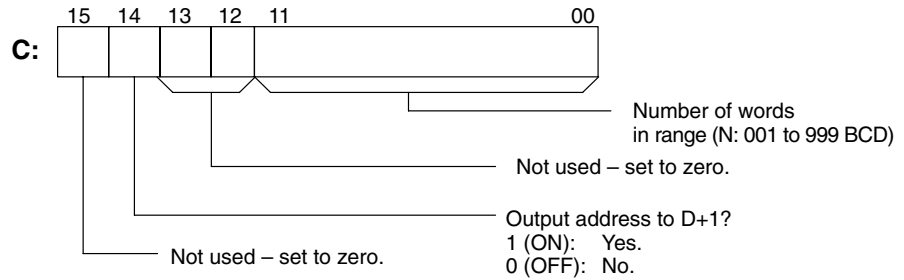 15 14 13 12 11 00
C:
Number of words
in range (N: 001 to 999 BCD)
Not used – set to zero.
Output address to D+1?
1 (ON): Yes.
0 (OFF): No.
Not used – set to zero.